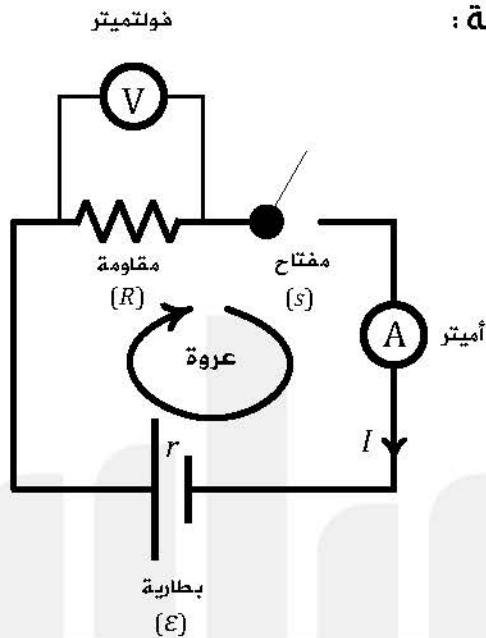 ة :
فولتميتر
V
مقاومة
(R)
مفتاح
(s)
أميتر
A
عروة
I
r
بطارية
(ε)